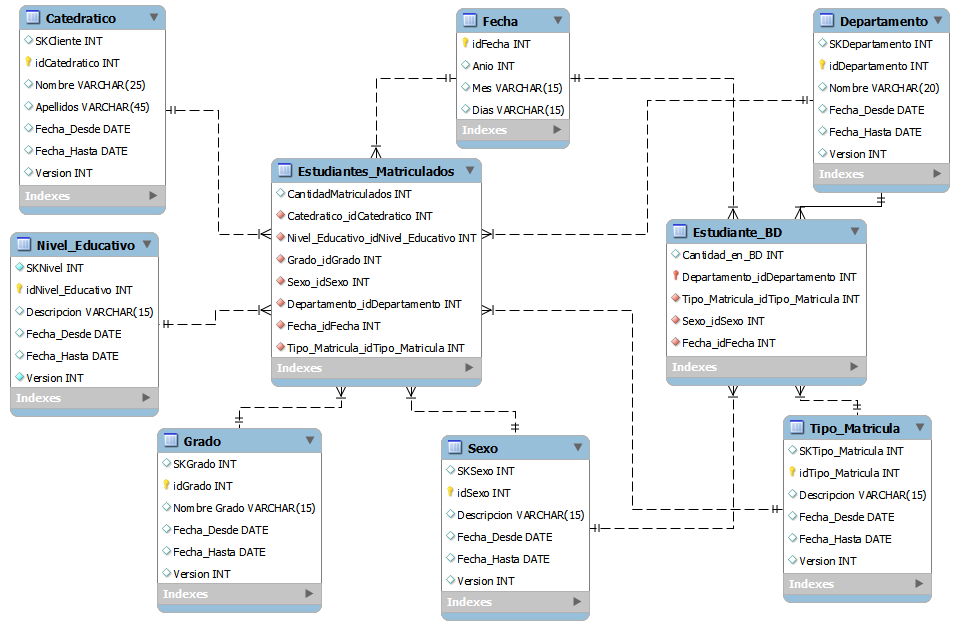 Catedratico
SKCliente INT
idCatedratico INT
Nombre VARCHAR(25)
Apellidos VARCHAR(45)
Fecha_Desde DATE
Fecha_Hasta DATE
Version INT
Indexes
Fecha
idFecha INT
Anio INT
Mes VARCHAR(15)
Dias VARCHAR(15)
Indexes
Departamento
SKDepartamento INT
idDepartamento INT
Nombre VARCHAR(20)
Fecha_Desde DATE
Fecha_Hasta DATE
Version INT
Indexes
Estudiantes_Matriculados
CantidadMatriculados INT
Catedratico_idCatedratico INT
Nivel_Educativo_idNivel_Educativo INT
Grado_idGrado INT
Sexo_idSexo INT
Departamento_idDepartamento INT
Fecha_idFecha INT
Tipo_Matricula_idTipo_Matricula INT
Indexes
Estudiante_BD
Cantidad_en_BD INT
Departamento_idDepartamento INT
Tipo_Matricula_idTipo_Matricula INT
Sexo_idSexo INT
Fecha_idFecha INT
Indexes
Nivel_Educativo
SKNivel INT
idNivel_Educativo INT
Descripcion VARCHAR(15)
Fecha_Desde DATE
Fecha_Hasta DATE
Version INT
Indexes
Grado
SKGrado INT
idGrado INT
Nombre Grado VARCHAR(15)
Fecha_Desde DATE
Fecha_Hasta DATE
Version INT
Indexes
Sexo
SKSexo INT
idSexo INT
Descripcion VARCHAR(15)
Fecha_Desde DATE
Fecha_Hasta DATE
Version INT
Indexes
Tipo_Matricula
SKTipo_Matricula INT
idTipo_Matricula INT
Descripcion VARCHAR(15)
Fecha_Desde DATE
Fecha_Hasta DATE
Version INT
Indexes